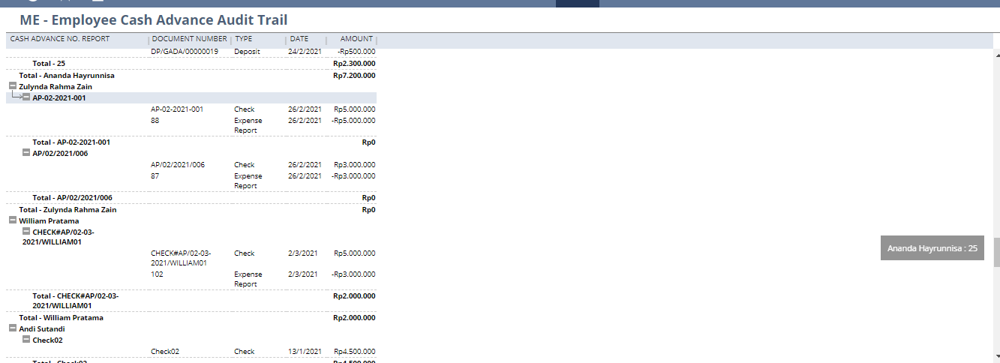 ME - Employee Cash Advance Audit Trail
CASH ADVANCE NO. REPORT DOCUMENT NUMBER TYPE DATE AMOUNT
DP/GADA/00000019 Deposit 24/2/2021 -Rp500.000
Total - 25 Rp2.300.000
Total - Ananda Hayrunnisa Rp7.200.000
Zulynda Rahma Zain
AP-02-2021-001
AP-02-2021-001 Check 26/2/2021 Rp5.000.000
88 Expense 26/2/2021 -Rp5.000.000
Report
Total - AP-02-2021-001 Rp0
AP/02/2021/006
AP/02/2021/006 Check 26/2/2021 Rp3.000.000
87 Expense 26/2/2021 -Rp3.000.000
Report
Total - AP/02/2021/006 Rp0
Total - Zulynda Rahma Zain Rp0
William Pratama
CHECK#AP/02-03-
2021/WILLIAM01
CHECK#AP/02-03- Check 2/3/2021 Rp5.000.000
2021/WILLIAM01
102 Expense 2/3/2021 -Rp3.000.000
Report
Total - CHECK#AP/02-03- Rp2.000.000
2021/WILLIAM01
Total - William Pratama Rp2.000.000
Andi Sutandi
Check02
Check02 Check 13/1/2021 Rp4.500.000
Total - Check02 Rp4.500.000
Ananda Hayrunnisa : 25